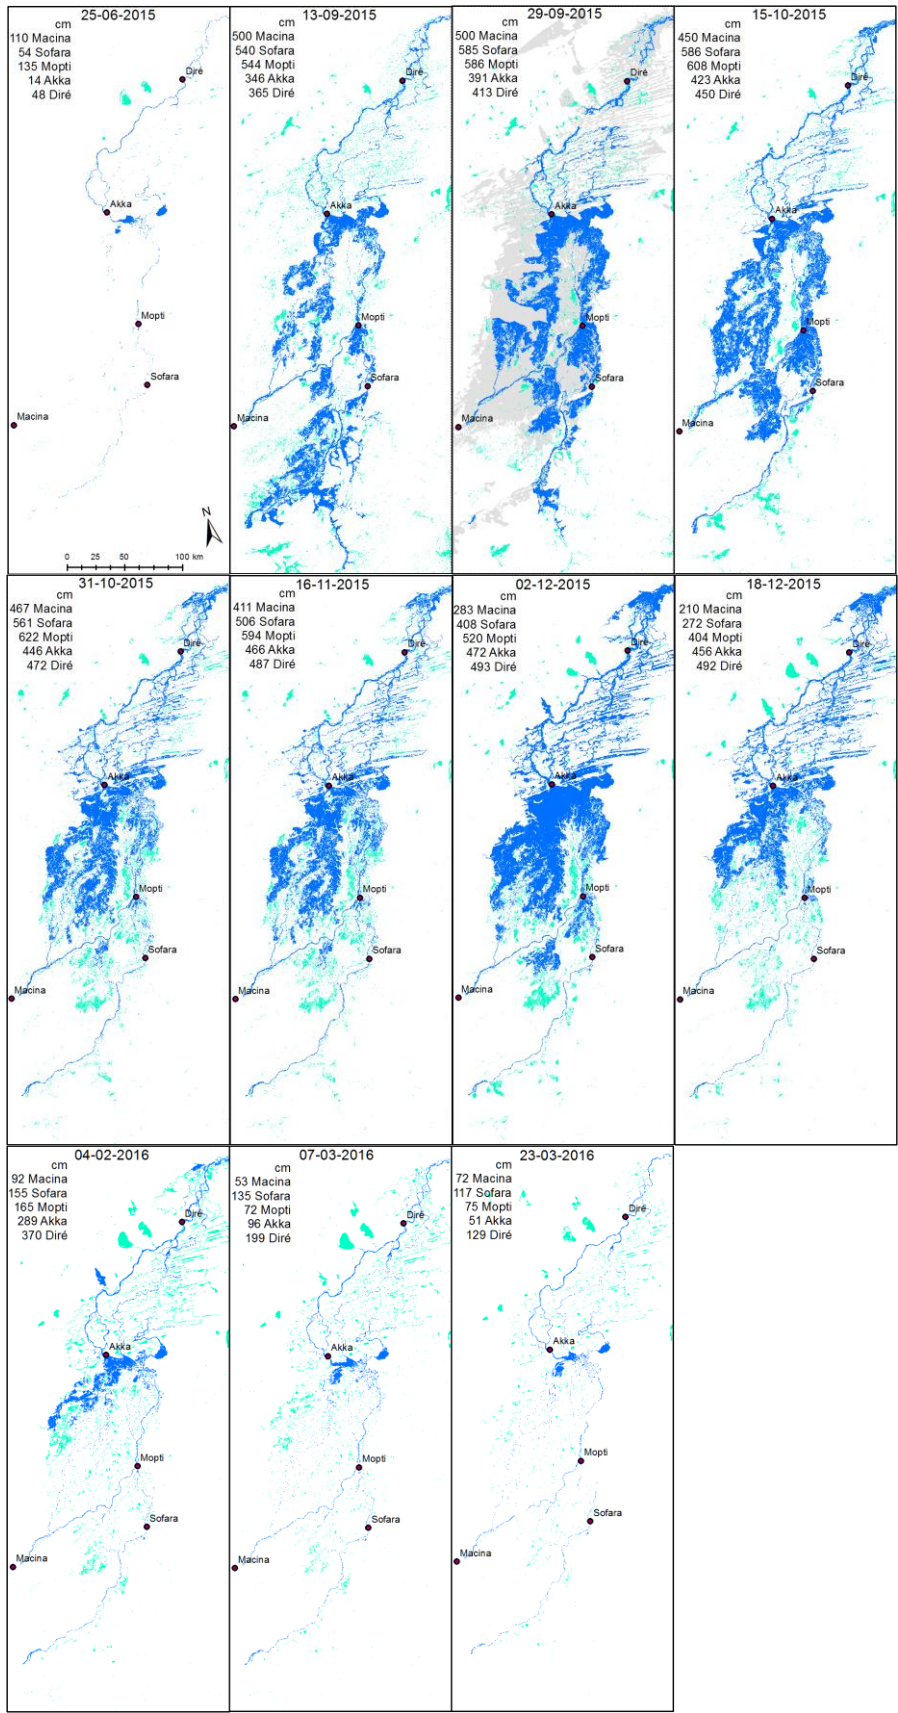 25-06-2015
cm
110 Macina
54 Sofara
135 Mopti
14 Akka
48 Diré
Diré
Akka
Mopti
Sofara
Macina
N
0 25 50 100 km
13-09-2015
cm
500 Macina
540 Sofara
544 Mopti
346 Akka
365 Diré
Diré
Akka
Mopti
Sofara
Macina
29-09-2015
cm
500 Macina
585 Sofara
586 Mopti
391 Akka
413 Diré
Diré
Akka
Mopti
Sofara
Macina
15-10-2015
cm
450 Macina
586 Sofara
608 Mopti
423 Akka
450 Diré
Diré
Akka
Mopti
Sofara
Macina
31-10-2015
cm
467 Macina
561 Sofara
622 Mopti
446 Akka
472 Diré
Diré
Akka
Mopti
Sofara
Macina
16-11-2015
cm
411 Macina
506 Sofara
594 Mopti
466 Akka
487 Diré
Diré
Akka
Mopti
Sofara
Macina
02-12-2015
cm
283 Macina
408 Sofara
520 Mopti
472 Akka
493 Diré
Diré
Akka
Mopti
Sofara
Macina
18-12-2015
cm
210 Macina
272 Sofara
404 Mopti
456 Akka
492 Diré
Diré
Akka
Mopti
Sofara
Macina
04-02-2016
cm
92 Macina
155 Sofara
165 Mopti
289 Akka
370 Diré
Diré
Akka
Mopti
Sofara
Macina
07-03-2016
cm
53 Macina
135 Sofara
72 Mopti
96 Akka
199 Diré
Diré
Akka
Mopti
Sofara
Macina
23-03-2016
cm
72 Macina
117 Sofara
75 Mopti
51 Akka
129 Diré
Diré
Akka
Mopti
Sofara
Macina